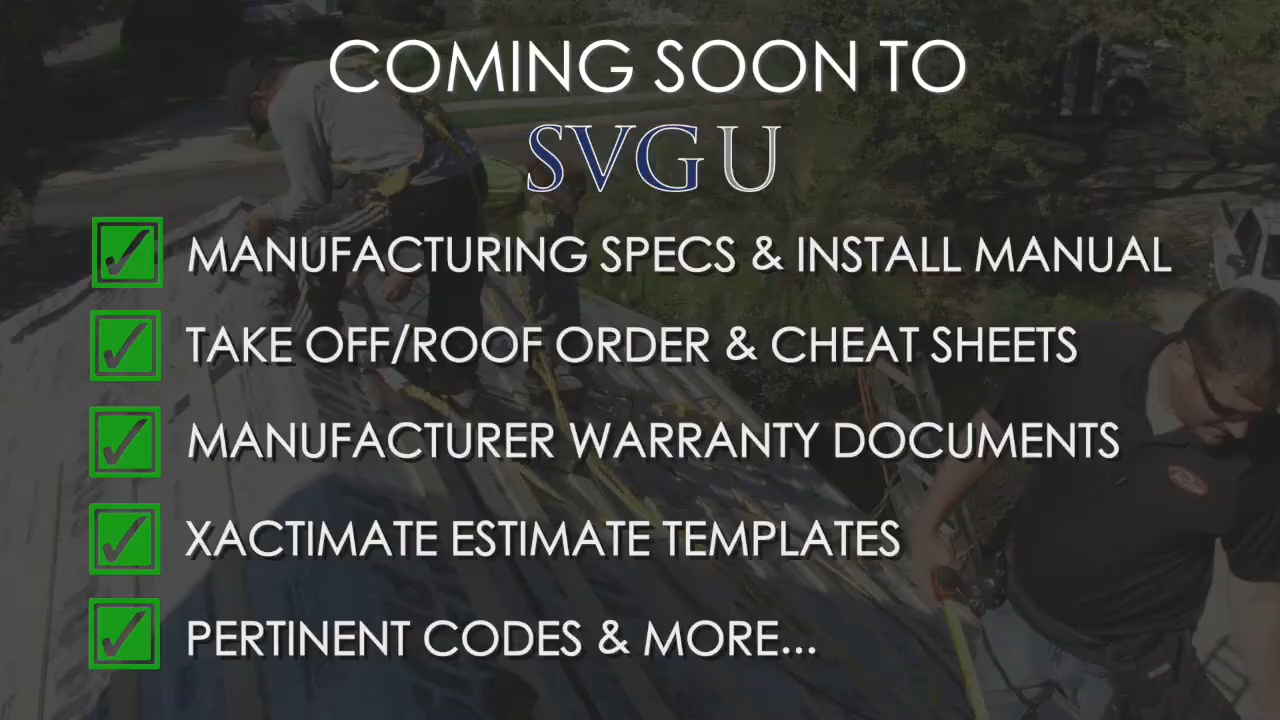 COMING SOON TO
SVG U
MANUFACTURING SPECS & INSTALL MANUAL
TAKE OFF/ROOF ORDER & CHEAT SHEETS
MANUFACTURER WARRANTY DOCUMENTS
XACTIMATE ESTIMATE TEMPLATES
PERTINENT CODES & MORE...